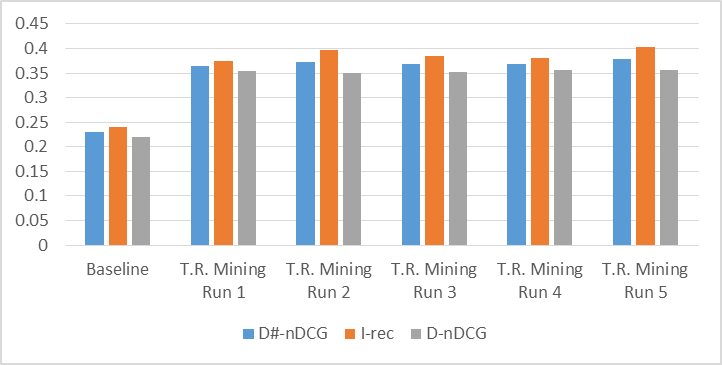 0.45
0.4
0.35
0.3
0.25
0.2
0.15
0.1
0.05
0
Baseline
T.R. Mining
Run 1
T.R. Mining
Run 2
T.R. Mining
Run 3
T.R. Mining
Run 4
T.R. Mining
Run 5
D#-nDCG I-rec D-nDCG